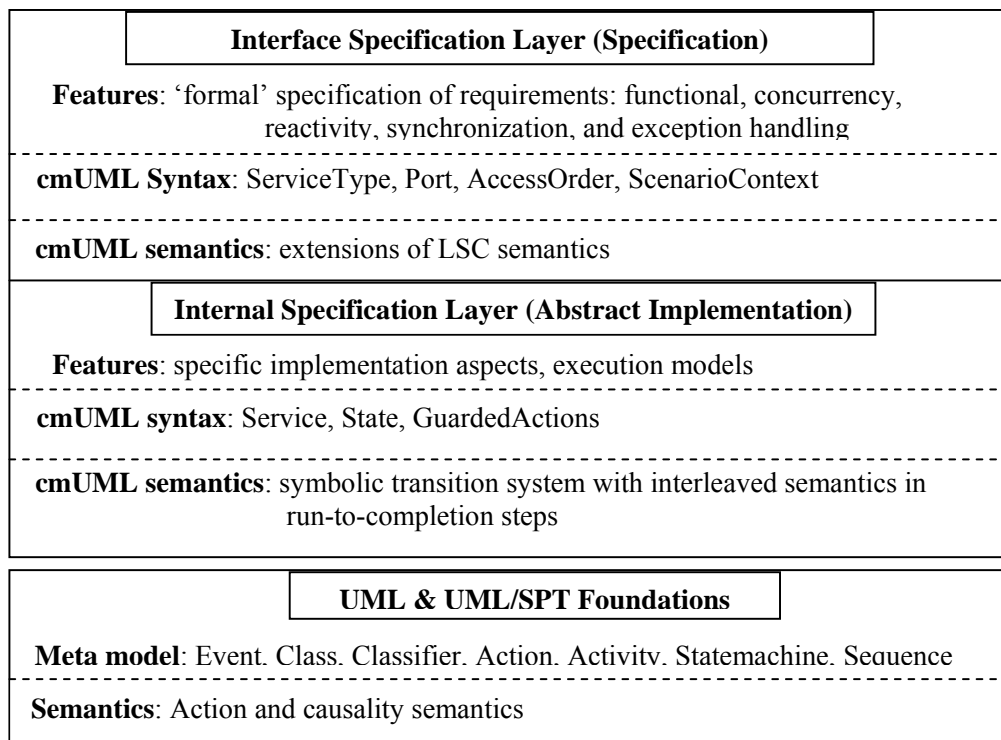 Interface Specification Layer (Specification)
Features: ‘formal’ specification of requirements: functional, concurrency,
reactivity, synchronization, and exception handling
cmUML Syntax: ServiceType, Port, AccessOrder, ScenarioContext
cmUML semantics: extensions of LSC semantics
Internal Specification Layer (Abstract Implementation)
Features: specific implementation aspects, execution models
cmUML syntax: Service, State, GuardedActions
cmUML semantics: symbolic transition system with interleaved semantics in
run-to-completion steps
UML & UML/SPT Foundations
Meta model: Event, Class, Classifier, Action, Activity, Statemachine, Sequence
Semantics: Action and causality semantics